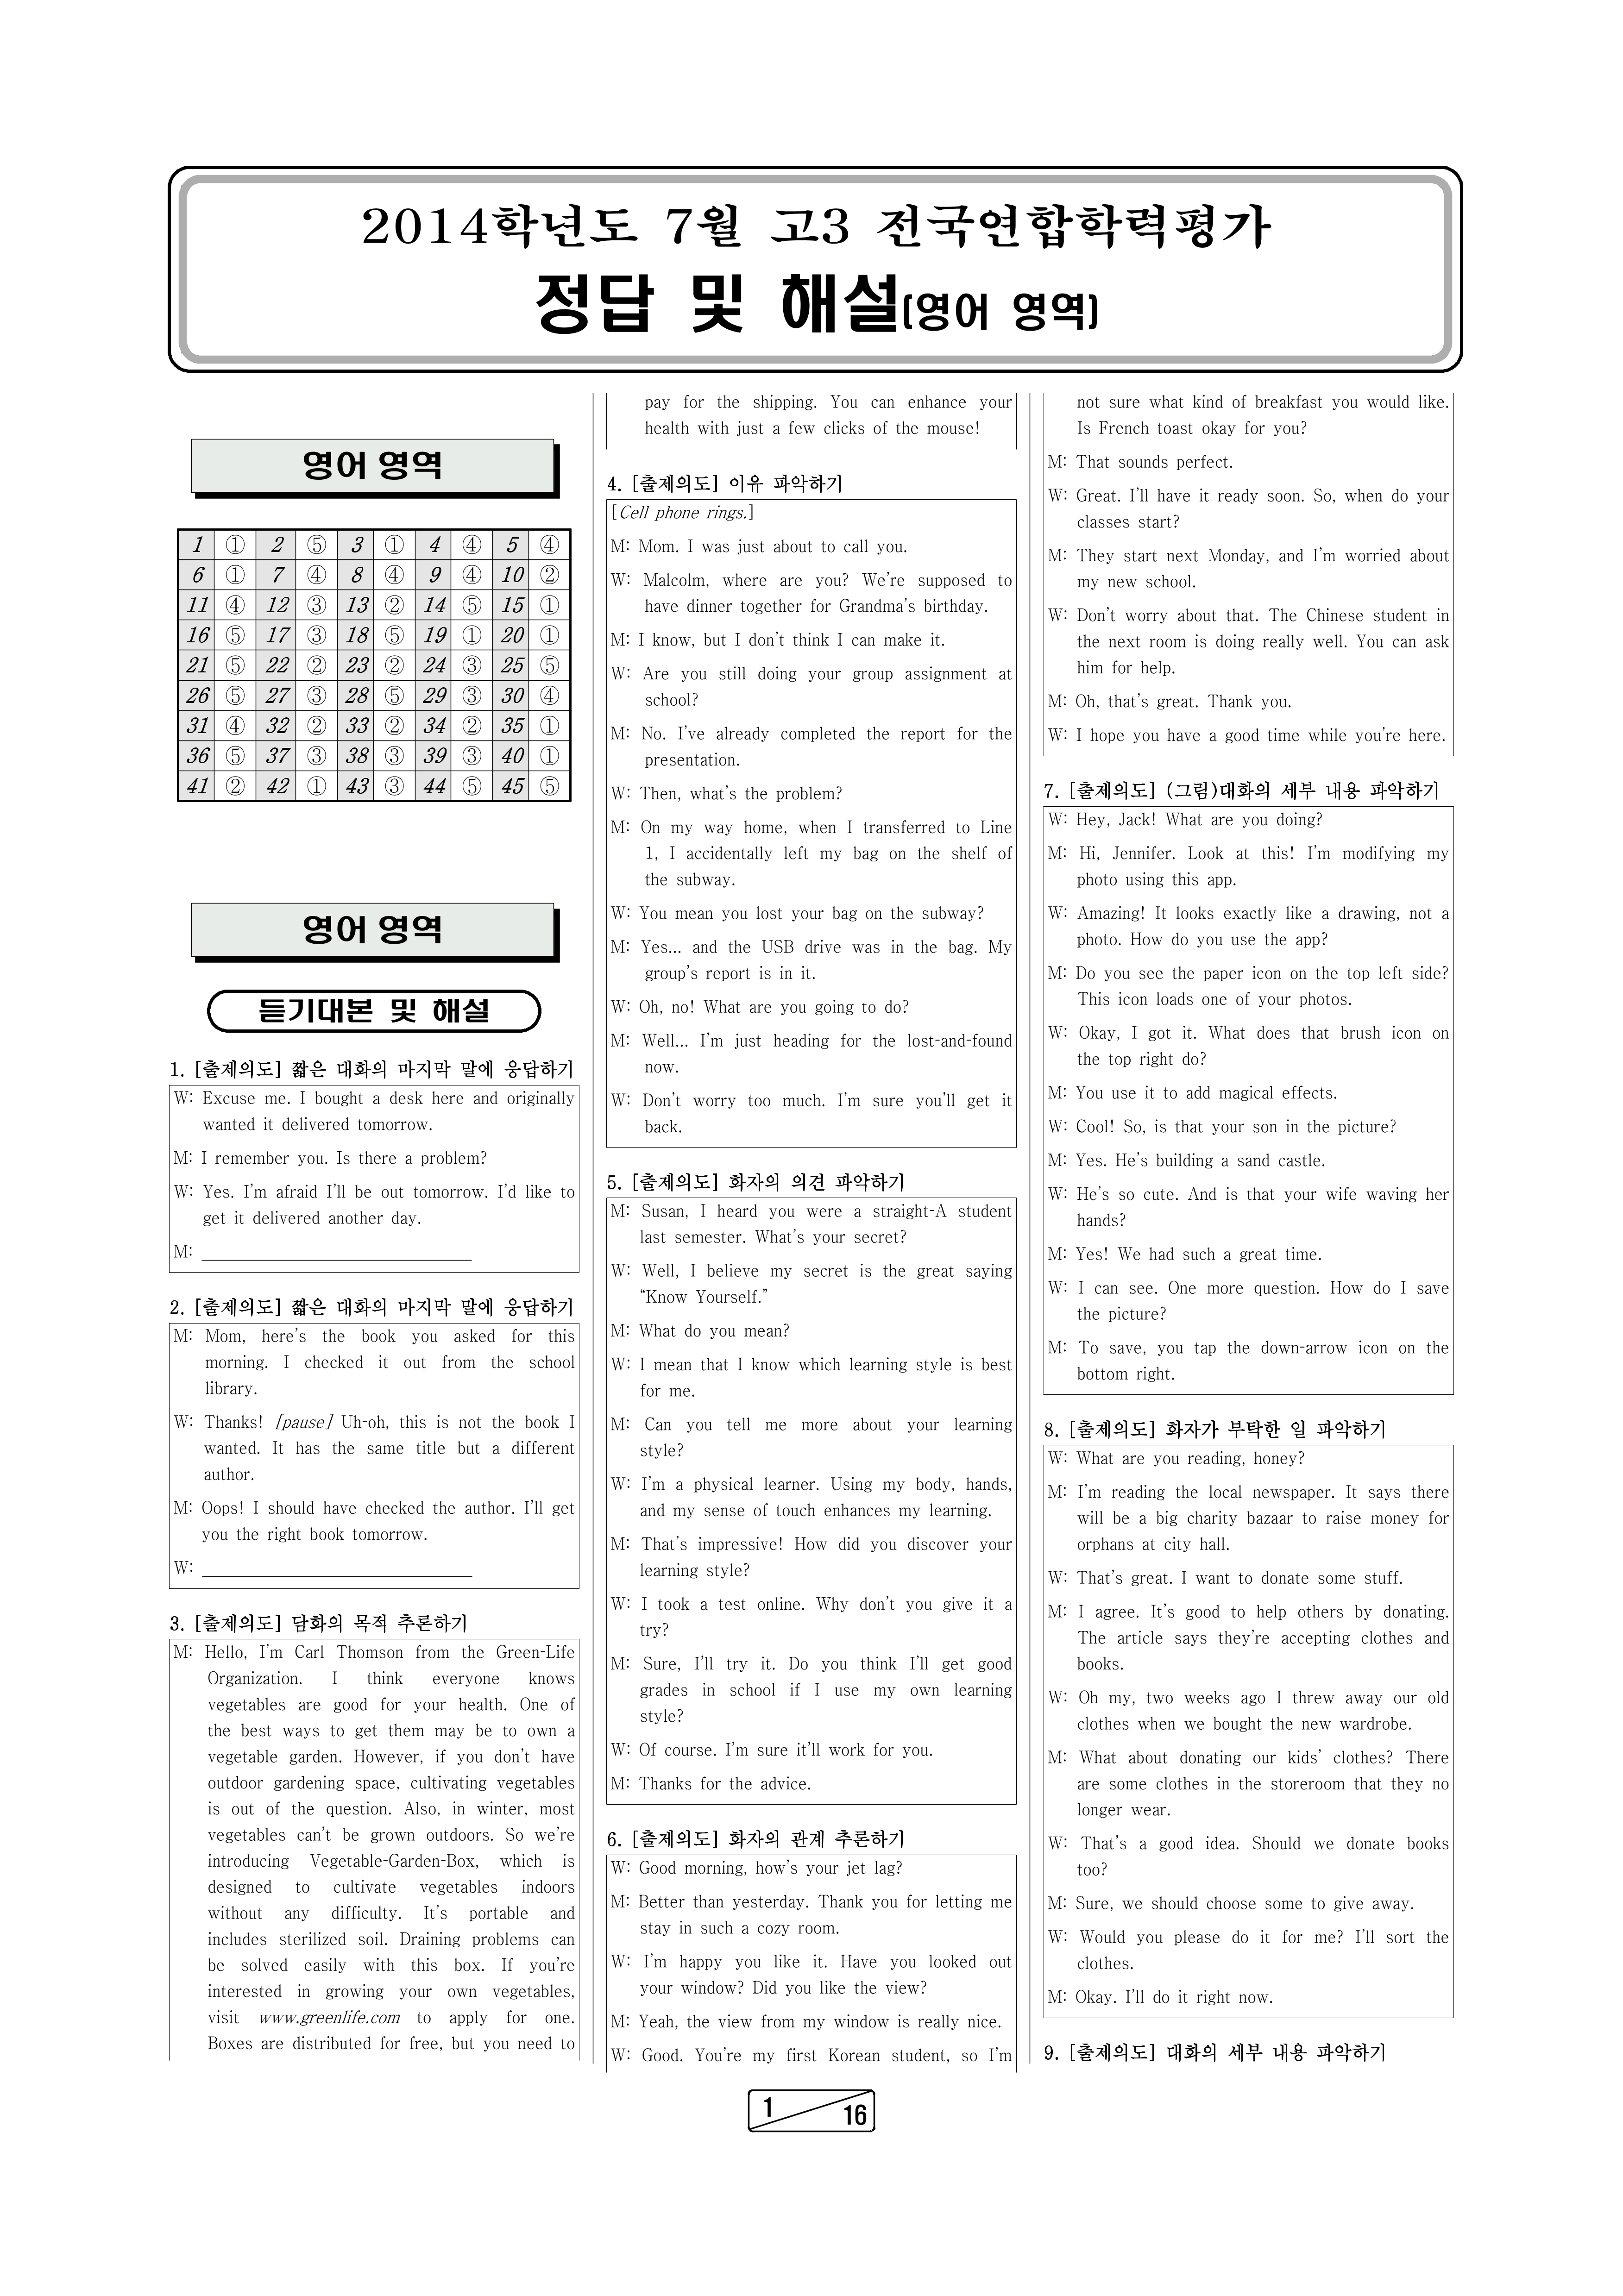 2014학년도 7월 고3 전국연합학력평가
정답 및 해설(영어 영역)
영어 영역
1 ① 2 ⑤ 3 ① 4 ④ 5 ④
6 ① 7 ④ 8 ④ 9 ④ 10 ②
11 ④ 12 ③ 13 ② 14 ⑤ 15 ①
16 ⑤ 17 ③ 18 ⑤ 19 ① 20 ①
21 ⑤ 22 ② 23 ② 24 ③ 25 ⑤
26 ⑤ 27 ③ 28 ⑤ 29 ③ 30 ④
31 ④ 32 ② 33 ② 34 ② 35 ①
36 ⑤ 37 ③ 38 ③ 39 ③ 40 ①
41 ② 42 ① 43 ③ 44 ⑤ 45 ⑤
영어 영역
듣기대본 및 해설
1. [출제의도] 짧은 대화의 마지막 말에 응답하기
W: Excuse me. I bought a desk here and originally
wanted it delivered tomorrow.
M: I remember you. Is there a problem?
W: Yes. I'm afraid I'll be out tomorrow. I'd like to
get it delivered another day.
M:
2. [출제의도] 짧은 대화의 마지막 말에 응답하기
M: Mom, here's the book you asked for this
morning. I checked it out from the school
library.
W: Thanks! [pause] Uh-oh, this is not the book I
wanted. It has the same title but a different
author.
M: Oops! I should have checked the author. I'll get
you the right book tomorrow.
W:
3. [출제의도] 담화의 목적 추론하기
M: Hello, I'm Carl Thomson from the Green-Life
Organization. I think everyone knows
vegetables are good for your health. One of
the best ways to get them may be to own a
vegetable garden. However, if you don't have
outdoor gardening space, cultivating vegetables
is out of the question. Also, in winter, most
vegetables can't be grown outdoors. So we're
introducing Vegetable-Garden-Box, which is
designed to cultivate vegetables indoors
without any difficulty. It's portable and
includes sterilized soil. Draining problems can
be solved easily with this box. If you're
interested in growing your own vegetables,
visit www.greenlife.com to apply for one.
Boxes are distributed for free, but you need to
pay for the shipping. You can enhance your
health with just a few clicks of the mouse!
4. [출제의도] 이유 파악하기
[Cell phone rings.]
M: Mom. I was just about to call you.
W: Malcolm, where are you? We're supposed to
have dinner together for Grandma's birthday.
M: I know, but I don't think I can make it.
W: Are you still doing your group assignment at
school?
M: No. I've already completed the report for the
presentation.
W: Then, what's the problem?
M: On my way home, when I transferred to Line
1, I accidentally left my bag on the shelf of
the subway.
W: You mean you lost your bag on the subway?
M: Yes... and the USB drive was in the bag. My
group's report is in it.
W: Oh, no! What are you going to do?
M: Well... I'm just heading for the lost-and-found
now.
W: Don't worry too much. I'm sure you'll get it
back.
5. [출제의도] 화자의 의견 파악하기
M: Susan, I heard you were a straight-A student
last semester. What's your secret?
W: Well, I believe my secret is the great saying
“Know Yourself.”
M: What do you mean?
W: I mean that I know which learning style is best
for me.
M: Can you tell me more about your learning
style?
W: I'm a physical learner. Using my body, hands,
and my sense of touch enhances my learning.
M: That's impressive! How did you discover your
learning style?
W: I took a test online. Why don't you give it a
try?
M: Sure, I'll try it. Do you think I'll get good
grades in school if I use my own learning
style?
W: Of course. I'm sure it'll work for you.
M: Thanks for the advice.
6. [출제의도] 화자의 관계 추론하기
W: Good morning, how's your jet lag?
M: Better than yesterday. Thank you for letting me
stay in such a cozy room.
W: I'm happy you like it. Have you looked out
your window? Did you like the view?
M: Yeah, the view from my window is really nice.
W: Good. You're my first Korean student, so I'm
not sure what kind of breakfast you would like.
Is French toast okay for you?
M: That sounds perfect.
W: Great. I'll have it ready soon. So, when do your
classes start?
M: They start next Monday, and I'm worried about
my new school.
W: Don't worry about that. The Chinese student in
the next room is doing really well. You can ask
him for help.
M: Oh, that's great. Thank you.
W: I hope you have a good time while you're here.
7. [출제의도] (그림)대화의 세부 내용 파악하기
W: Hey, Jack! What are you doing?
M: Hi, Jennifer. Look at this! I'm modifying my
photo using this app.
W: Amazing! It looks exactly like a drawing, not a
photo. How do you use the app?
M: Do you see the paper icon on the top left side?
This icon loads one of your photos.
W: Okay, I got it. What does that brush icon on
the top right do?
M: You use it to add magical effects.
W: Cool! So, is that your son in the picture?
M: Yes. He's building a sand castle.
W: He's so cute. And is that your wife waving her
hands?
M: Yes! We had such a great time.
W: I can see. One more question. How do I save
the picture?
M: To save, you tap the down-arrow icon on the
bottom right.
8. [출제의도] 화자가 부탁한 일 파악하기
W: What are you reading, honey?
M: I'm reading the local newspaper. It says there
will be a big charity bazaar to raise money for
orphans at city hall.
W: That's great. I want to donate some stuff.
M: I agree. It's good to help others by donating.
The article says they're accepting clothes and
books.
W: Oh my, two weeks ago I threw away our old
clothes when we bought the new wardrobe.
M: What about donating our kids' clothes? There
are some clothes in the storeroom that they no
longer wear.
W: That's a good idea. Should we donate books
too?
M: Sure, we should choose some to give away.
W: Would you please do it for me? I'll sort the
clothes.
M: Okay. I'll do it right now.
9. [출제의도] 대화의 세부 내용 파악하기
1
16